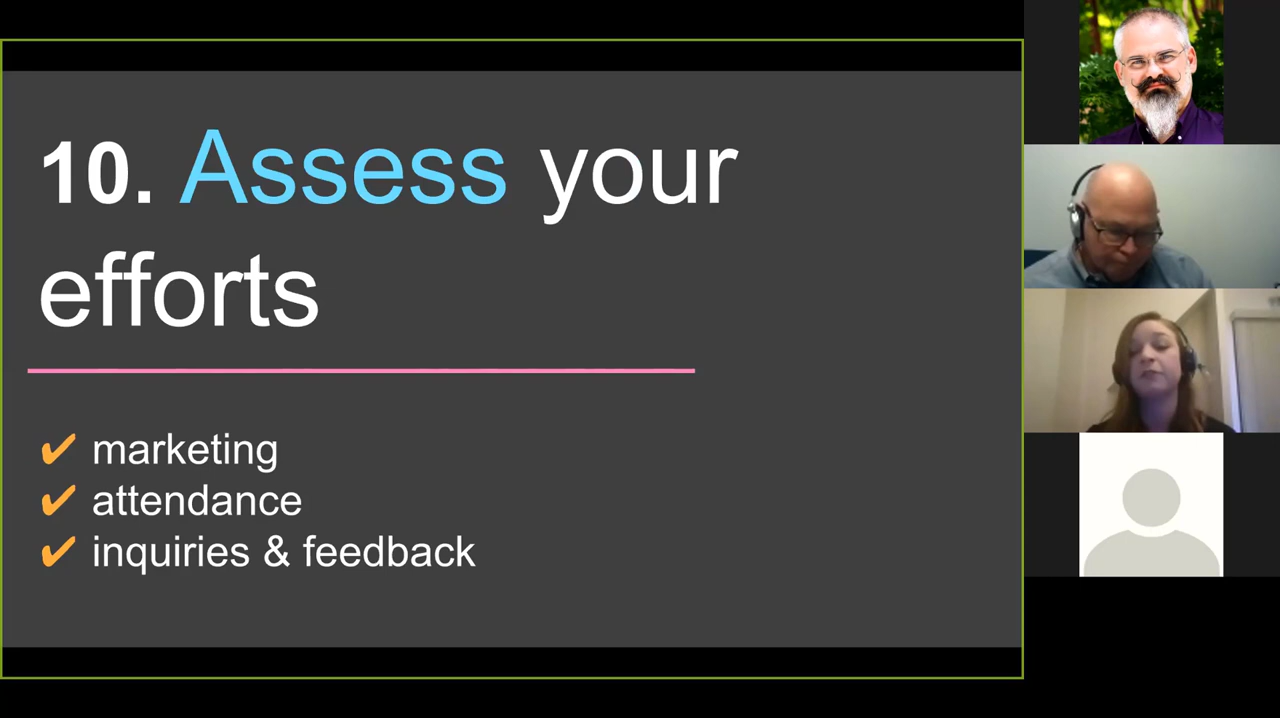 10. Assess your
efforts
✔ marketing
✔ attendance
✔ inquiries & feedback